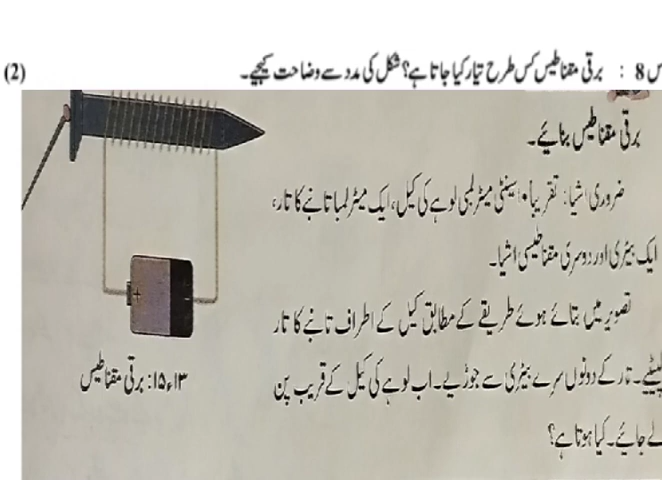 س 8 : برقی مقناطیس کس طرح تیار کیا جاتا ہے؟ شکل کی مدد سے وضاحت کیجیے۔ (2)
برقی مقناطیس بنائیے۔
ضروری اشیا: تقریباً ۱۰ سینٹی میٹر لمبی لوہے کی کیل، ایک میٹر لمبا تانبے کا تار،
ایک بیٹری اور دوسری مقناطیسی اشیا۔
تصویر میں بتائے ہوئے طریقے کے مطابق کیل کے اطراف تانبے کا تار
لپیٹیے۔ تار کے دونوں سرے بیٹری سے جوڑیے۔ اب لوہے کی کیل کے قریب پن
لے جائیے۔ کیا ہوتا ہے؟
+ -
۱۵ء۱۳: برقی مقناطیس